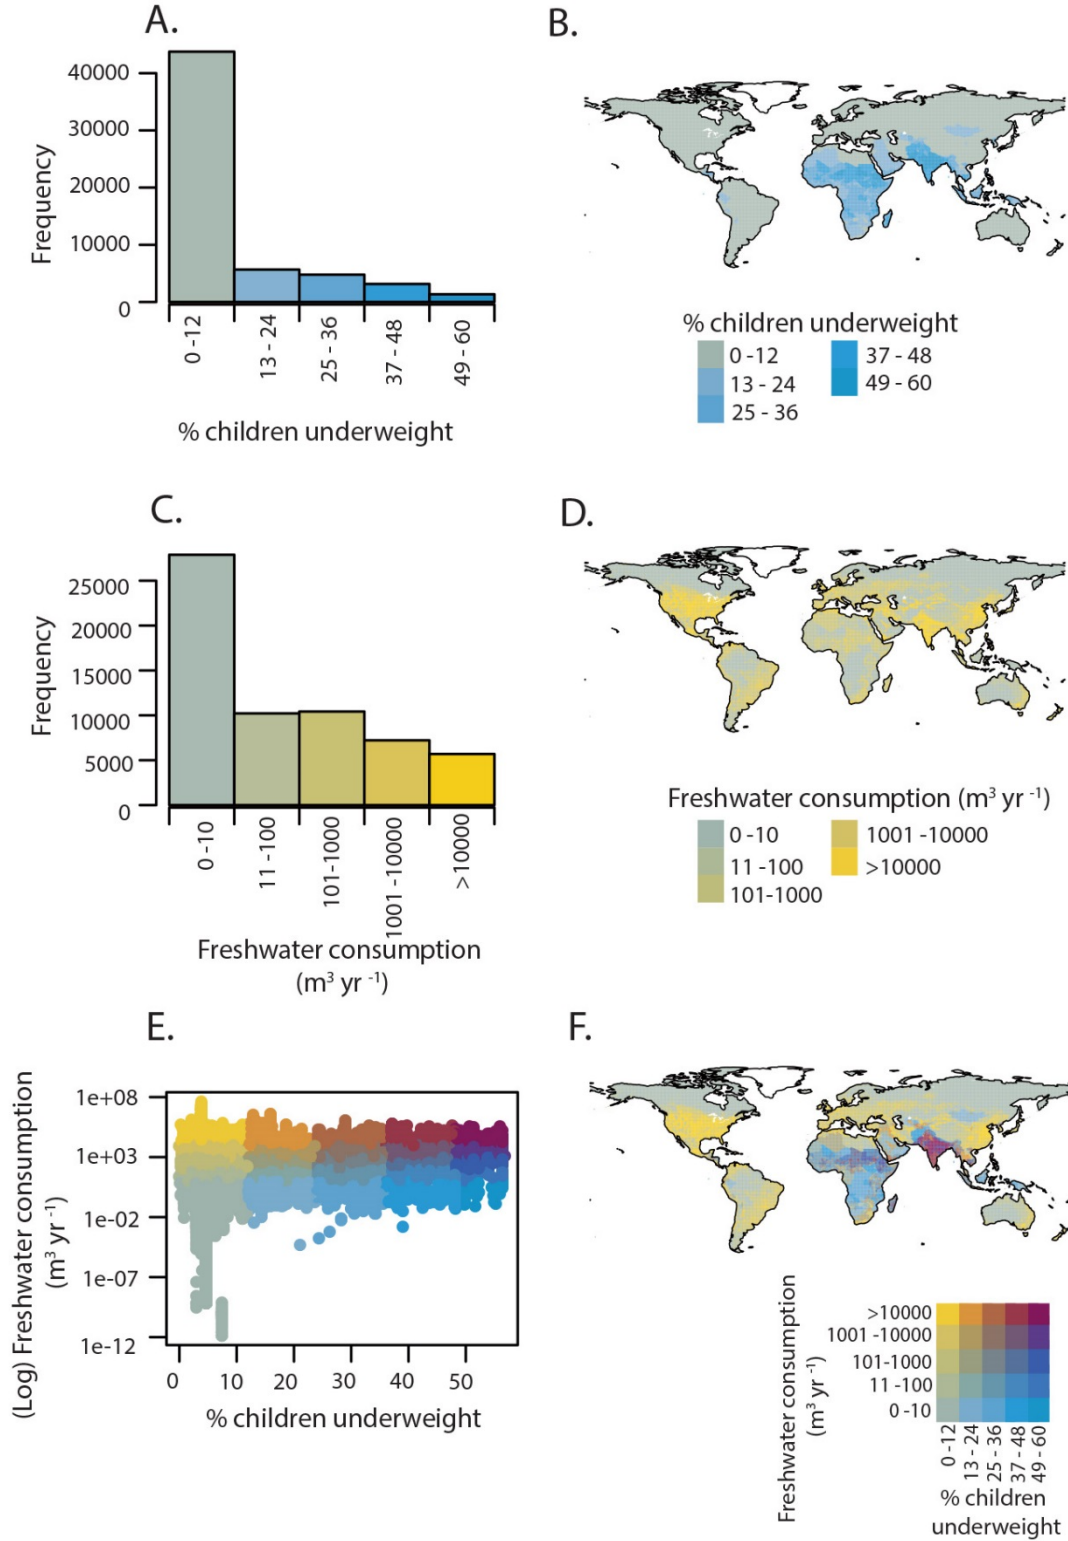 A.
40000
30000
20000
10000
0
Frequency
0 -12
13 - 24
25 - 36
37 - 48
49 - 60
% children underweight
B.
% children underweight
0 -12
13 - 24
25 - 36
37 - 48
49 - 60
C.
25000
20000
15000
10000
5000
0
Frequency
0 -10
11 -100
101-1000
1001 -10000
>10000
Freshwater consumption
(m³ yr ⁻¹)
D.
Freshwater consumption (m³ yr ⁻¹)
0 -10
11 -100
101-1000
1001 -10000
>10000
E.
(Log) Freshwater consumption
(m³ yr ⁻¹)
1e+08
1e+03
1e-02
1e-07
1e-12
0
10
20
30
40
50
% children underweight
F.
Freshwater consumption
(m³ yr ⁻¹)
>10000
1001 -10000
101-1000
11 -100
0 -10
0 -12
13 - 24
25 - 36
37 - 48
49 - 60
% children
underweight